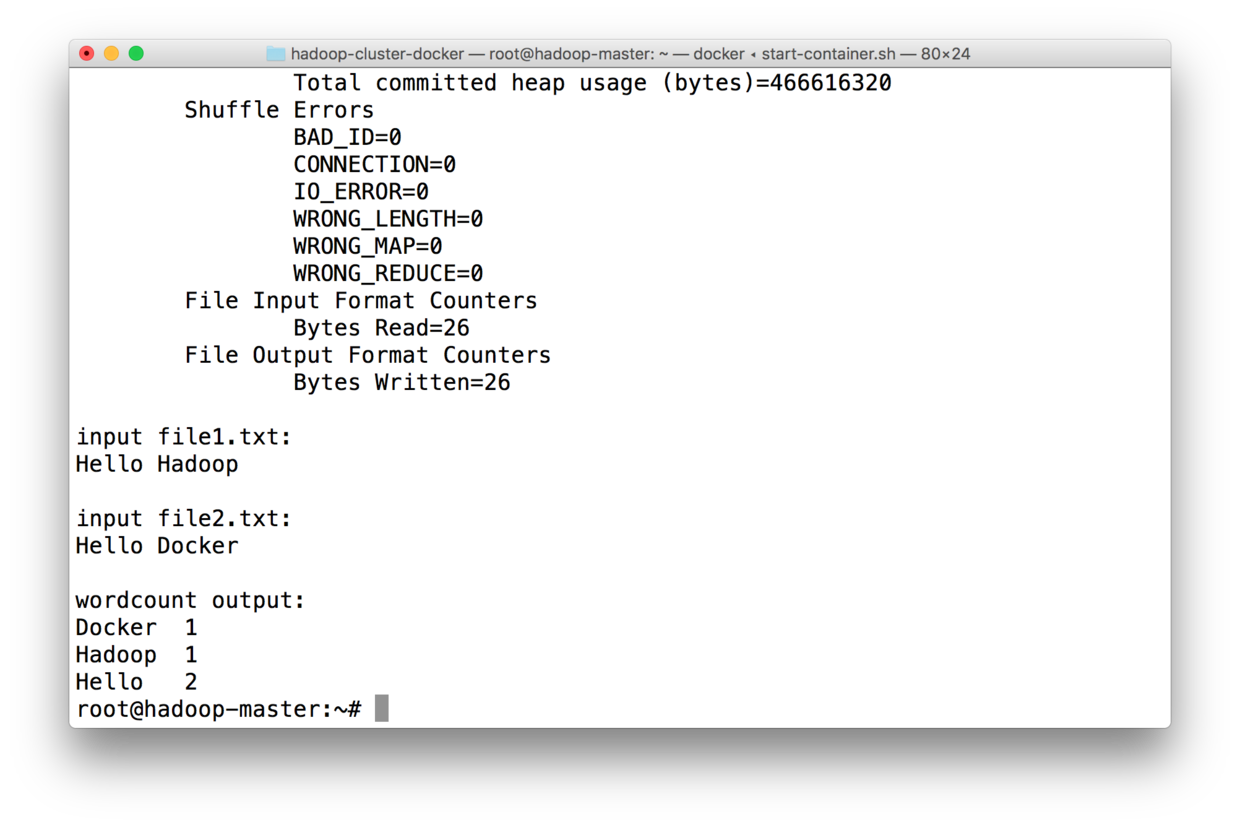 hadoop-cluster-docker — root@hadoop-master: ~ — docker ◂ start-container.sh — 80×24
Total committed heap usage (bytes)=466616320
Shuffle Errors
BAD_ID=0
CONNECTION=0
IO_ERROR=0
WRONG_LENGTH=0
WRONG_MAP=0
WRONG_REDUCE=0
File Input Format Counters
Bytes Read=26
File Output Format Counters
Bytes Written=26
input file1.txt:
Hello Hadoop
input file2.txt:
Hello Docker
wordcount output:
Docker 1
Hadoop 1
Hello 2
root@hadoop-master:~#